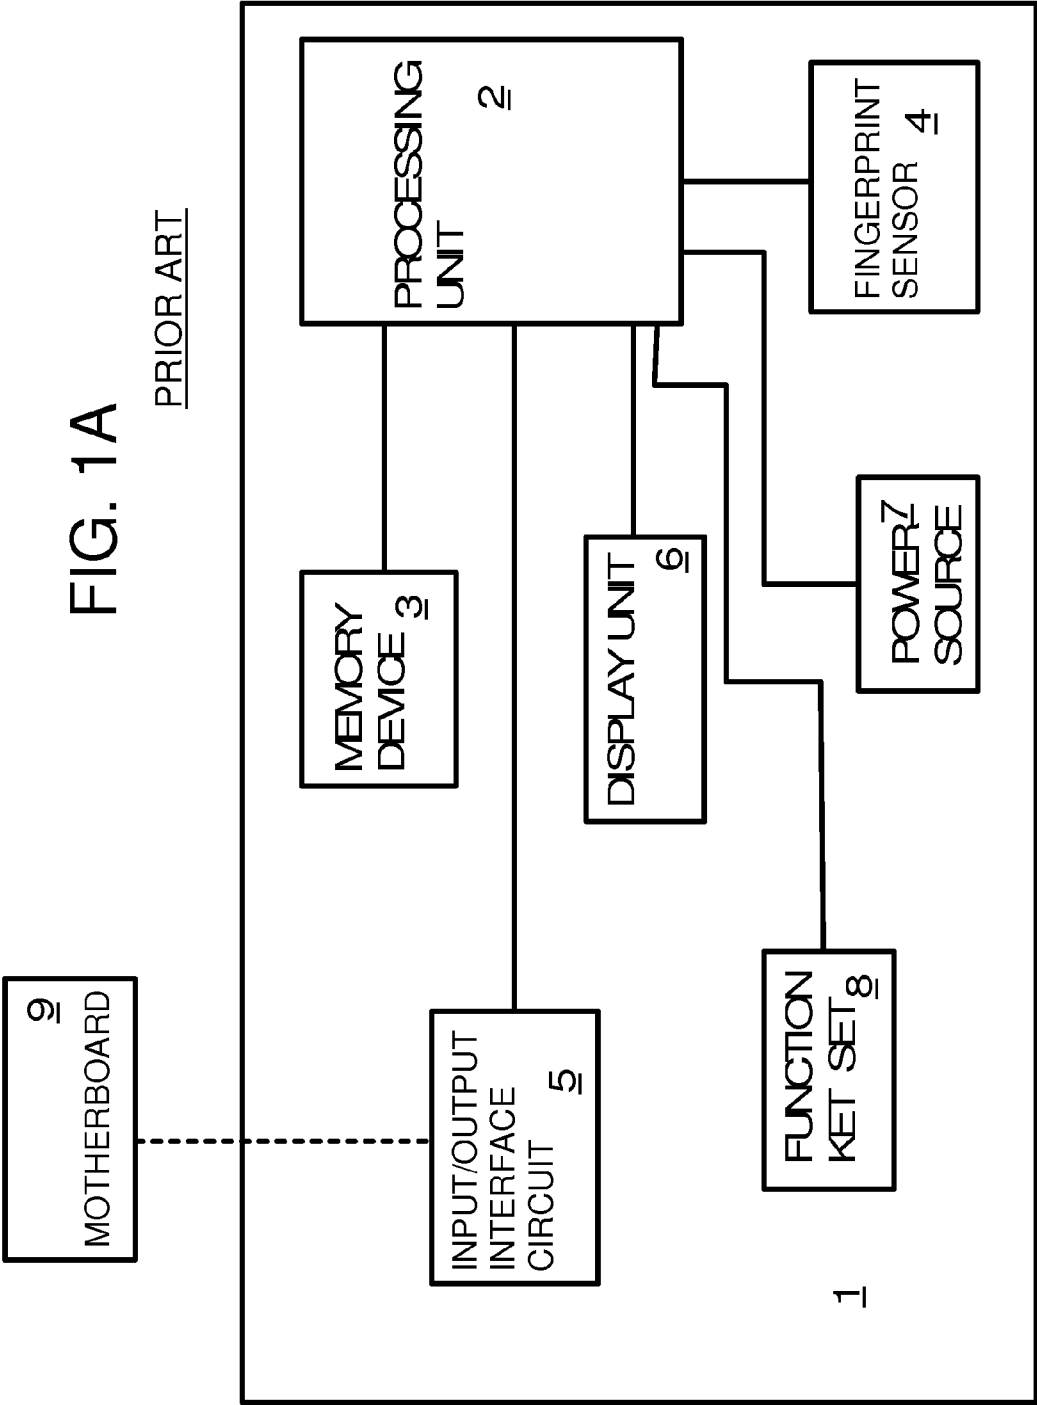 FIG. 1A
PRIOR ART
9
MOTHERBOARD
INPUT/OUTPUT
INTERFACE
CIRCUIT 5
MEMORY
DEVICE 3
PROCESSING
UNIT 2
DISPLAY UNIT
6
FUNCTION
KET SET 8
POWER 7
SOURCE
FINGERPRINT
SENSOR 4
1